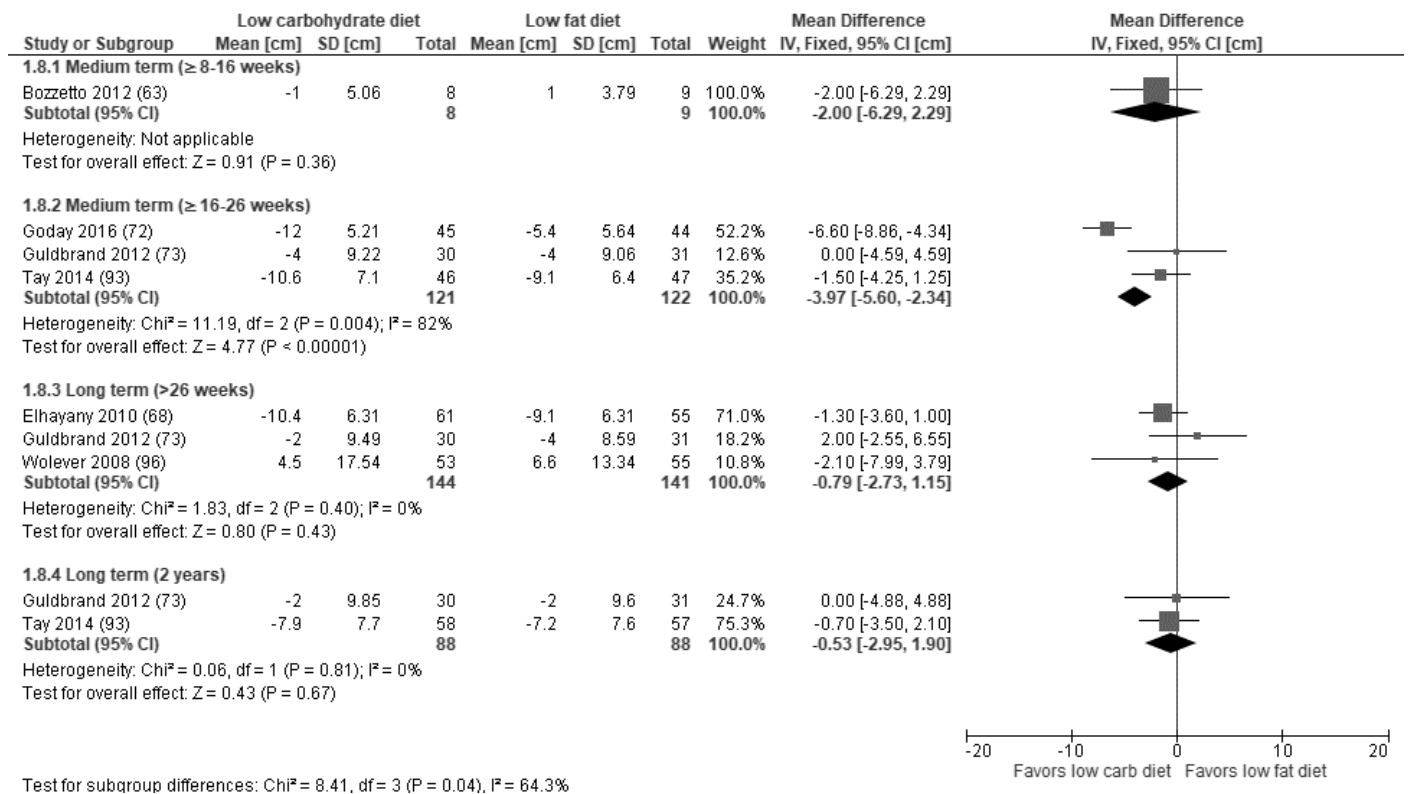 Low carbohydrate diet Low fat diet Mean Difference Mean Difference
Study or Subgroup Mean [cm] SD [cm] Total Mean [cm] SD [cm] Total Weight IV, Fixed, 95% CI [cm] IV, Fixed, 95% CI [cm]
1.8.1 Medium term (≥ 8-16 weeks)
Bozzetto 2012 (63) -1 5.06 8 1 3.79 9 100.0% -2.00 [-6.29, 2.29]
Subtotal (95% CI) 8 9 100.0% -2.00 [-6.29, 2.29]
Heterogeneity: Not applicable
Test for overall effect: Z = 0.91 (P = 0.36)
1.8.2 Medium term (≥ 16-26 weeks)
Goday 2016 (72) -12 5.21 45 -5.4 5.64 44 52.2% -6.60 [-8.86, -4.34]
Guldbrand 2012 (73) -4 9.22 30 -4 9.06 31 12.6% 0.00 [-4.59, 4.59]
Tay 2014 (93) -10.6 7.1 46 -9.1 6.4 47 35.2% -1.50 [-4.25, 1.25]
Subtotal (95% CI) 121 122 100.0% -3.97 [-5.60, -2.34]
Heterogeneity: Chi² = 11.19, df = 2 (P = 0.004); I² = 82%
Test for overall effect: Z = 4.77 (P < 0.00001)
1.8.3 Long term (>26 weeks)
Elhayany 2010 (68) -10.4 6.31 61 -9.1 6.31 55 71.0% -1.30 [-3.60, 1.00]
Guldbrand 2012 (73) -2 9.49 30 -4 8.59 31 18.2% 2.00 [-2.55, 6.55]
Wolever 2008 (96) 4.5 17.54 53 6.6 13.34 55 10.8% -2.10 [-7.99, 3.79]
Subtotal (95% CI) 144 141 100.0% -0.79 [-2.73, 1.15]
Heterogeneity: Chi² = 1.83, df = 2 (P = 0.40); I² = 0%
Test for overall effect: Z = 0.80 (P = 0.43)
1.8.4 Long term (2 years)
Guldbrand 2012 (73) -2 9.85 30 -2 9.6 31 24.7% 0.00 [-4.88, 4.88]
Tay 2014 (93) -7.9 7.7 58 -7.2 7.6 57 75.3% -0.70 [-3.50, 2.10]
Subtotal (95% CI) 88 88 100.0% -0.53 [-2.95, 1.90]
Heterogeneity: Chi² = 0.06, df = 1 (P = 0.81); I² = 0%
Test for overall effect: Z = 0.43 (P = 0.67)
-20 -10 0 10 20
Favors low carb diet Favors low fat diet
Test for subgroup differences: Chi² = 8.41, df = 3 (P = 0.04), I² = 64.3%